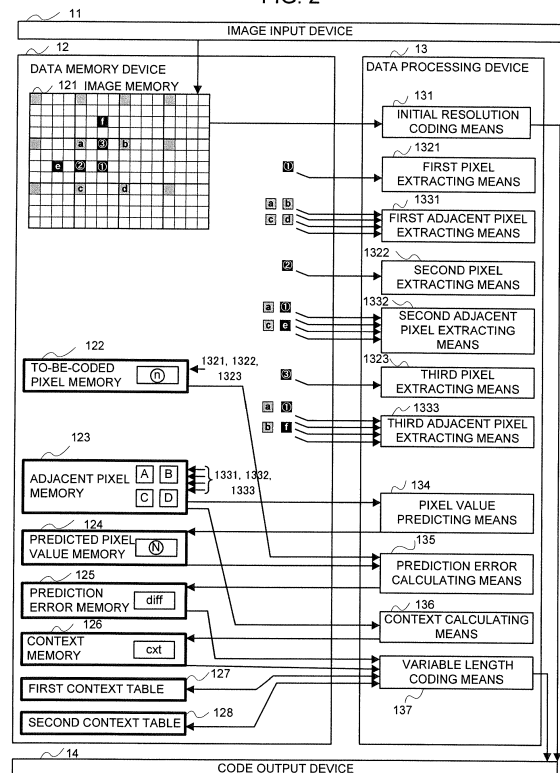 FIG. 2
11
IMAGE INPUT DEVICE
12
DATA MEMORY DEVICE
121 IMAGE MEMORY
f
a 3 b
e 2 1
c d
13
DATA PROCESSING DEVICE
131
INITIAL RESOLUTION
CODING MEANS
1
1321
FIRST PIXEL
EXTRACTING MEANS
a b
c d
1331
FIRST ADJACENT PIXEL
EXTRACTING MEANS
2
1322
SECOND PIXEL
EXTRACTING MEANS
a 1
c e
1332
SECOND ADJACENT
PIXEL EXTRACTING
MEANS
3
1323
THIRD PIXEL
EXTRACTING MEANS
a 1
b f
1333
THIRD ADJACENT
PIXEL EXTRACTING
MEANS
122
TO-BE-CODED
PIXEL MEMORY
n
1321, 1322,
1323
123
ADJACENT PIXEL
MEMORY
A B
C D
1331, 1332,
1333
134
PIXEL VALUE
PREDICTING MEANS
124
PREDICTED PIXEL
VALUE MEMORY
N
135
PREDICTION ERROR
CALCULATING MEANS
125
PREDICTION
ERROR MEMORY
diff
136
CONTEXT CALCULATING
MEANS
126
CONTEXT
MEMORY
cxt
VARIABLE LENGTH
CODING MEANS
137
127
FIRST CONTEXT TABLE
128
SECOND CONTEXT TABLE
14
CODE OUTPUT DEVICE